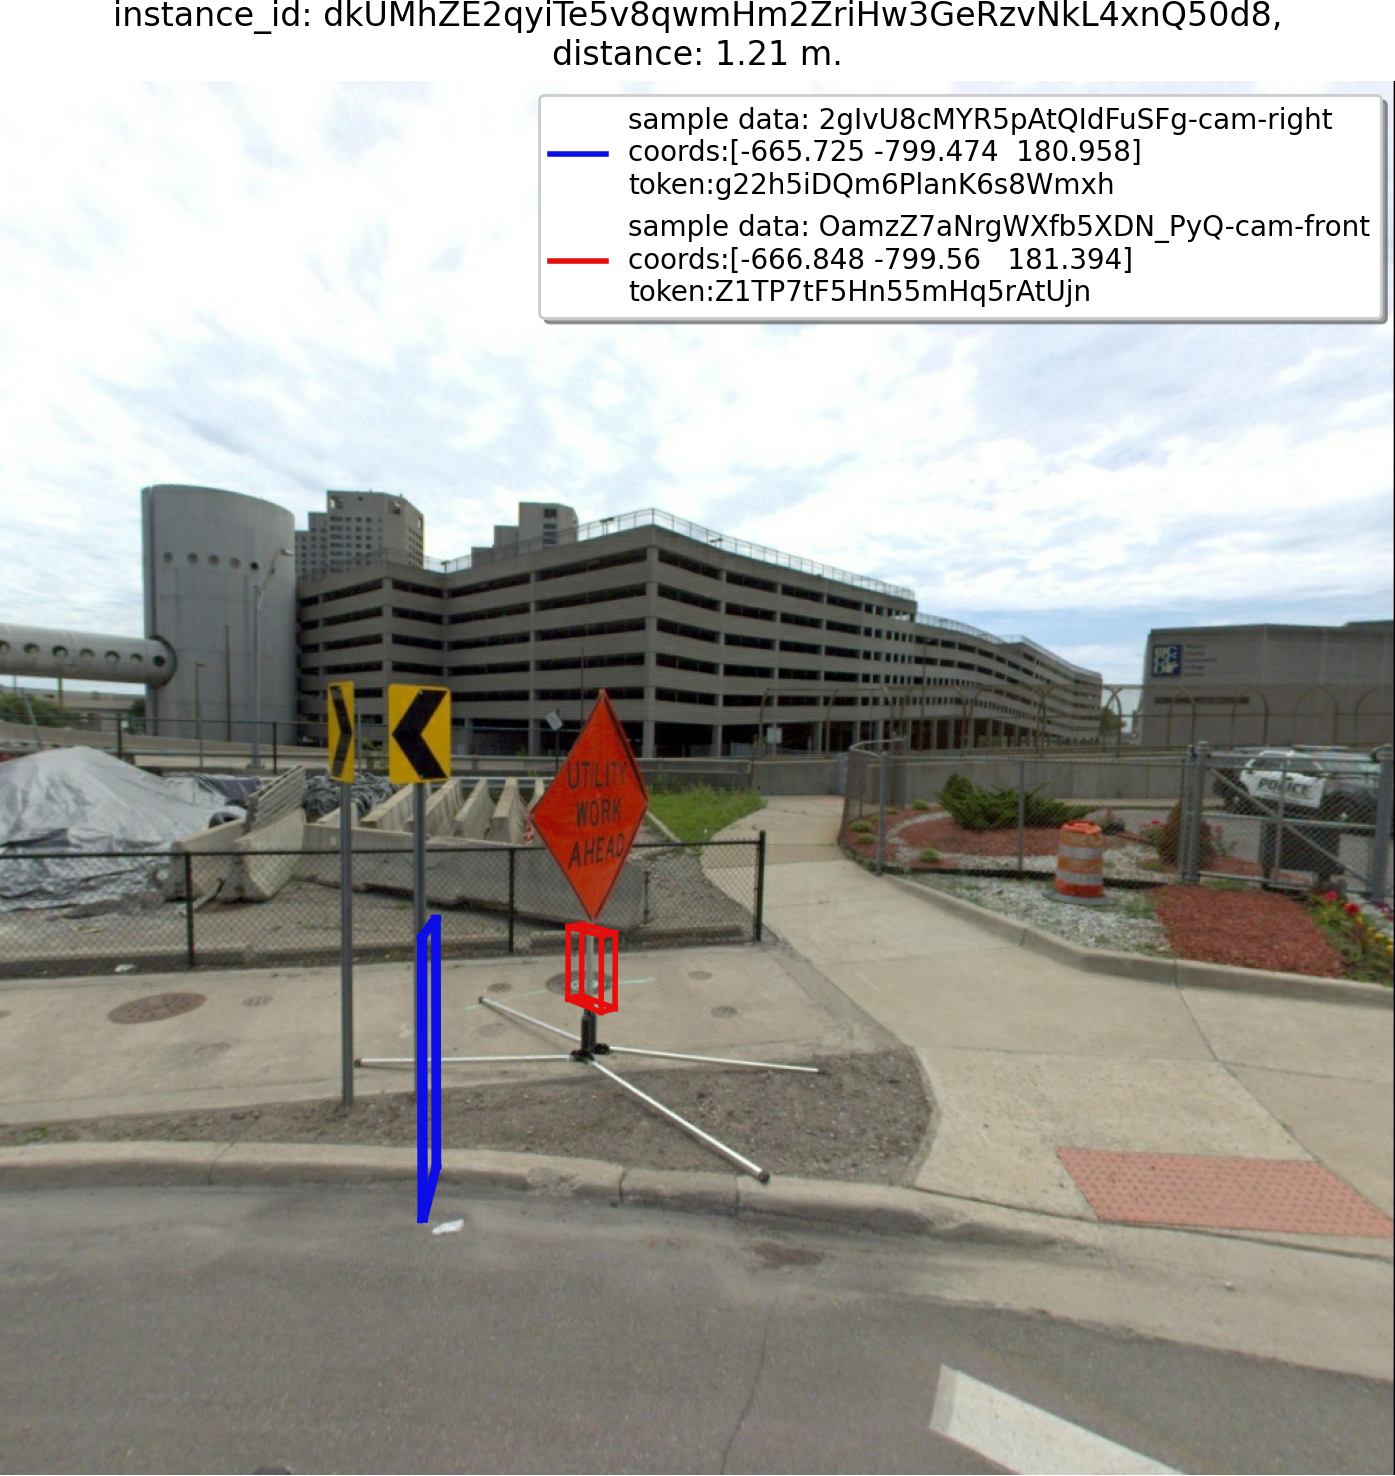 instance_id: dkUMhZE2qyiTe5v8qwmHm2ZriHw3GeRzvNkL4xnQ50d8,
distance: 1.21 m.
sample data: 2gIvU8cMYR5pAtQIdFuSFg-cam-right
coords:[-665.725 -799.474  180.958]
token:g22h5iDQm6PlanK6s8Wmxh
sample data: OamzZ7aNrgWXfb5XDN_PyQ-cam-front
coords:[-666.848 -799.56   181.394]
token:Z1TP7tF5Hn55mHq5rAtUjn
UTILITY
WORK
AHEAD
POLICE